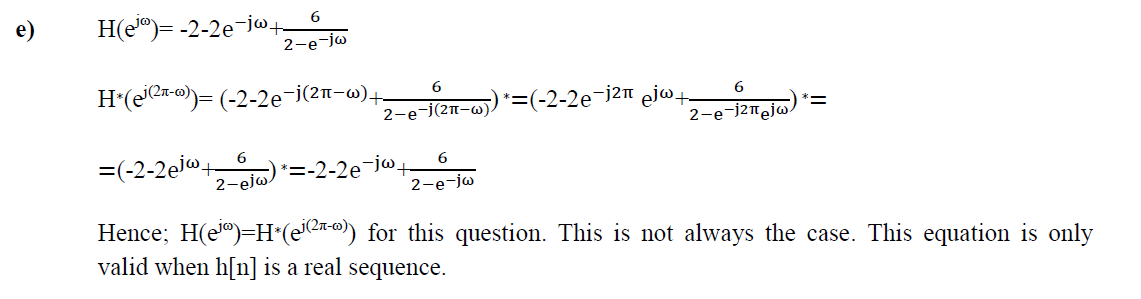 e) H(e^jω)= -2-2e^−jω+6/(2−e^−jω)
H*(e^j(2π-ω))= (-2-2e^−j(2π−ω)+6/(2−e^−j(2π−ω)))*=(-2-2e^−j2π e^jω+6/(2−e^−j2πe^jω))*=
=(-2-2e^jω+6/(2−e^jω))*=-2-2e^−jω+6/(2−e^−jω)
Hence; H(e^jω)=H*(e^j(2π-ω)) for this question. This is not always the case. This equation is only
valid when h[n] is a real sequence.